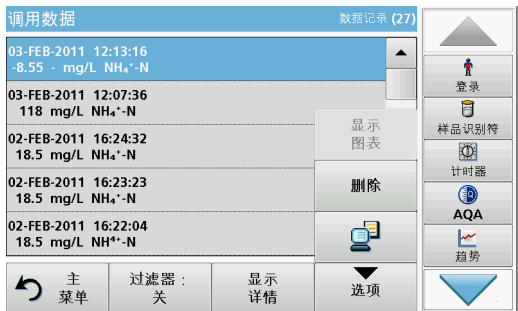 调用数据
数据记录 (27)
03-FEB-2011 12:13:16
-8.55 - mg/L NH₄⁺-N
03-FEB-2011 12:07:36
118 mg/L NH₄⁺-N
02-FEB-2011 16:24:32
18.5 mg/L NH₄⁺-N
02-FEB-2011 16:23:23
18.5 mg/L NH₄⁺-N
02-FEB-2011 16:22:04
18.5 mg/L NH⁴⁺-N
显示
图表
删除
主
菜单
过滤器 :
关
显示
详情
选项
登录
样品识别符
计时器
AQA
趋势